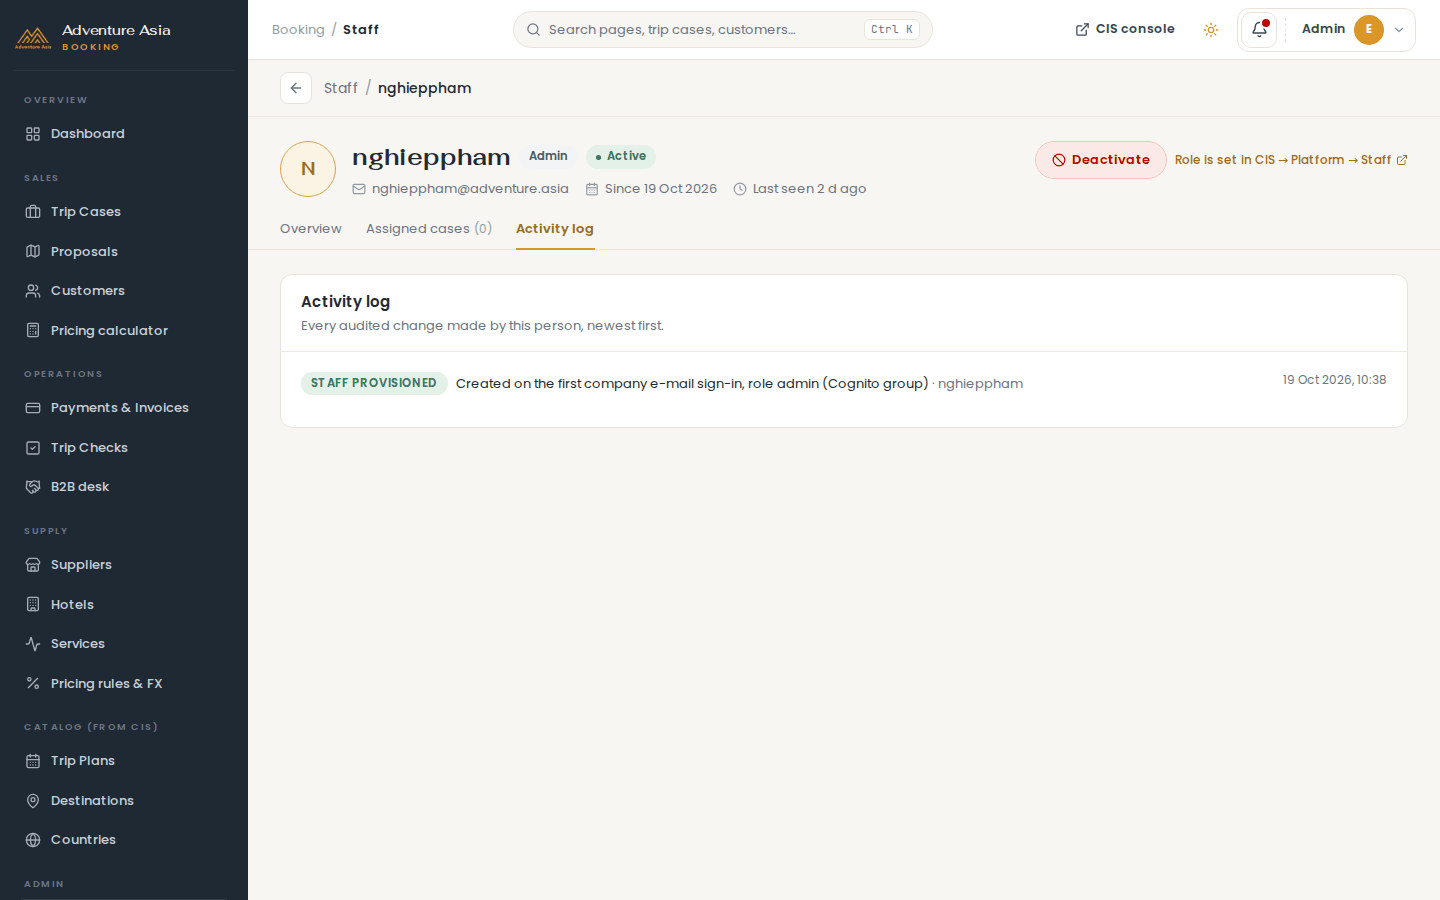 Adventure Asia
BOOKING
Adventure Asia
OVERVIEW
Dashboard
SALES
Trip Cases
Proposals
Customers
Pricing calculator
OPERATIONS
Payments & Invoices
Trip Checks
B2B desk
SUPPLY
Suppliers
Hotels
Services
Pricing rules & FX
CATALOG (FROM CIS)
Trip Plans
Destinations
Countries
ADMIN
Booking / Staff
Search pages, trip cases, customers…
Ctrl K
CIS console
Admin
E
Staff / nghieppham
N
nghieppham
Admin
Active
nghieppham@adventure.asia
Since 19 Oct 2026
Last seen 2 d ago
Deactivate
Role is set in CIS → Platform → Staff
Overview
Assigned cases (0)
Activity log
Activity log
Every audited change made by this person, newest first.
STAFF PROVISIONED
Created on the first company e-mail sign-in, role admin (Cognito group) · nghieppham
19 Oct 2026, 10:38